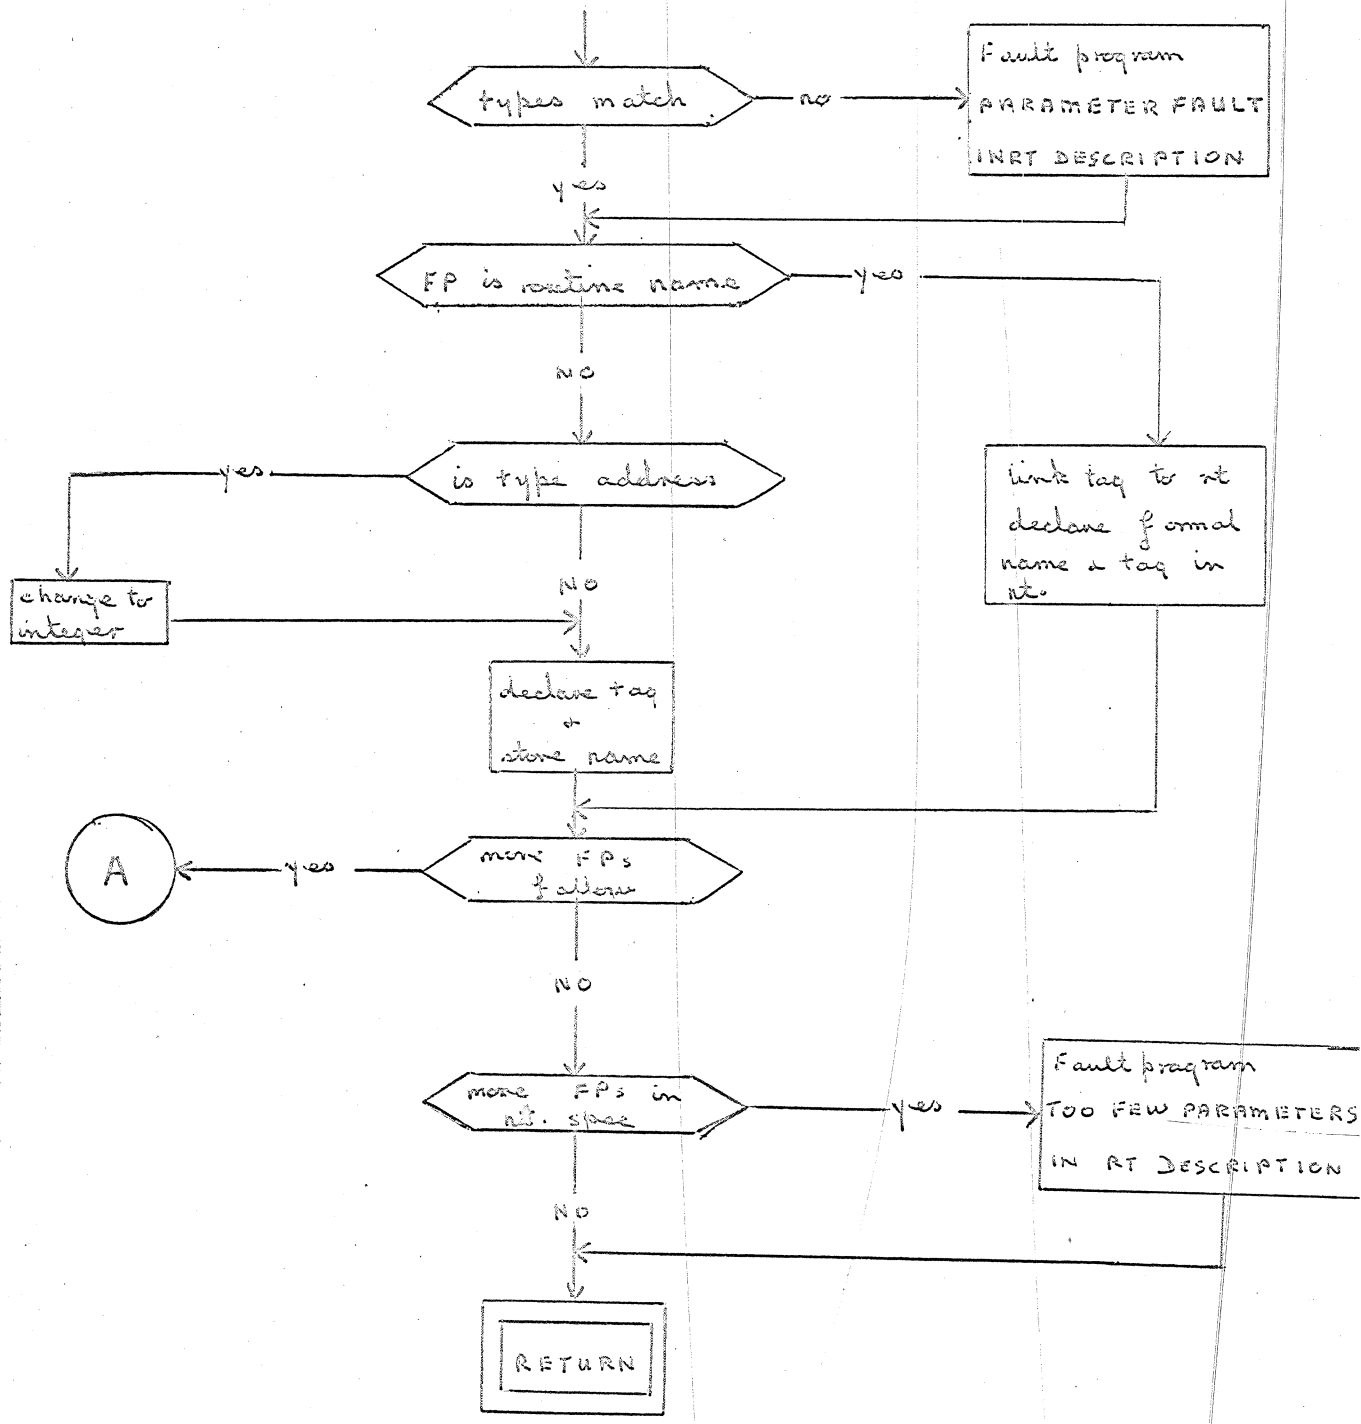 Fault program
types match
no
PARAMETER FAULT
INRT DESCRIPTION
yes
FP is routine name
yes
NO
yes
is type address
link tag to rt
declare formal
name & tag in
rt.
NO
change to
integer
declare tag
&
store name
A
yes
more FPs
follow
NO
Fault program
more FPs in
rt. spec
yes
TOO FEW PARAMETERS
IN RT DESCRIPTION
NO
RETURN